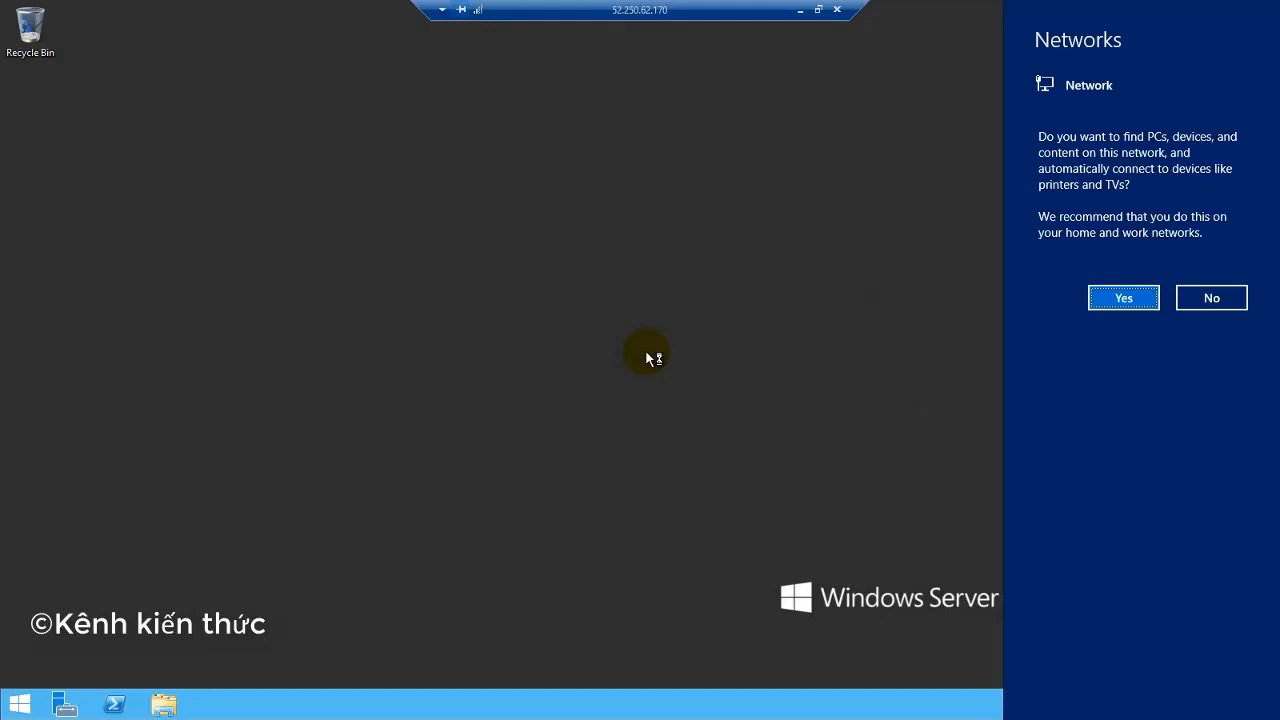 52.250.62.170
Recycle Bin
Networks
Network
Do you want to find PCs, devices, and
content on this network, and
automatically connect to devices like
printers and TVs?
We recommend that you do this on
your home and work networks.
Yes
No
Windows Server
©Kênh kiến thức